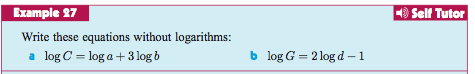 Example 27
Self Tutor
Write these equations without logarithms:
a log C = log a + 3 log b
b log G = 2 log d − 1